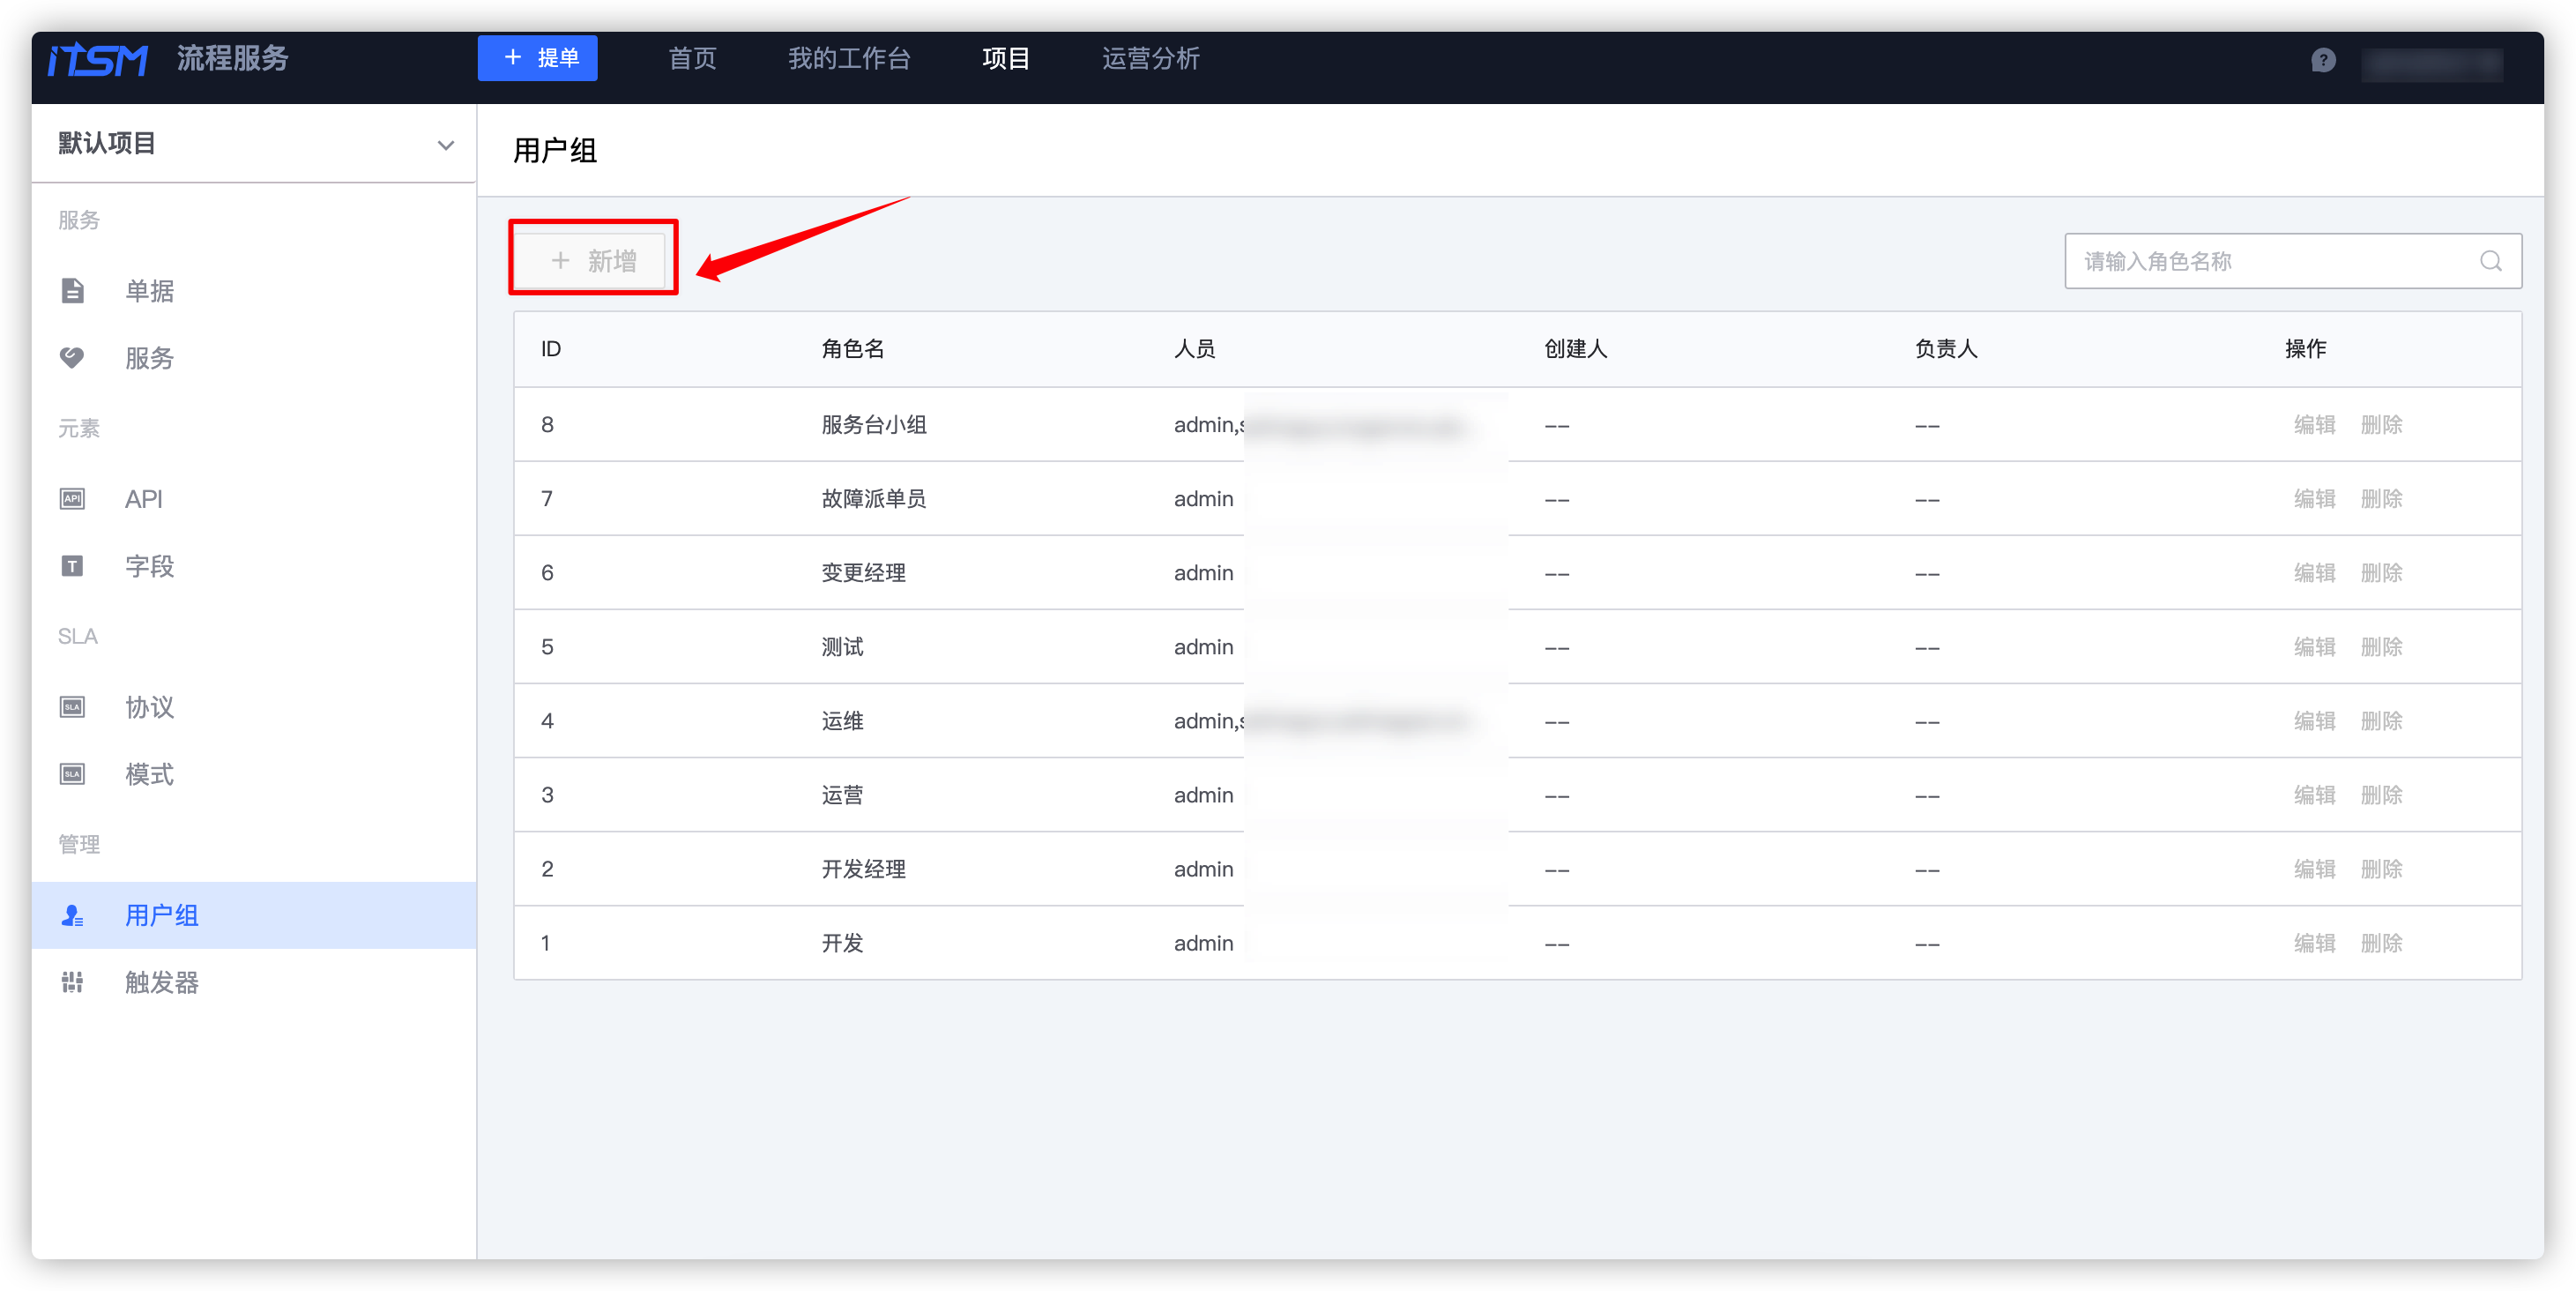 iTSM 流程服务 + 提单 首页 我的工作台 项目 运营分析 ?
默认项目
服务
单据
服务
元素
API API
T 字段
SLA
SLA 协议
SLA 模式
管理
用户组
触发器
用户组
+ 新增 请输入角色名称
ID 角色名 人员 创建人 负责人 操作
8 服务台小组 admin,s -- -- 编辑 删除
7 故障派单员 admin -- -- 编辑 删除
6 变更经理 admin -- -- 编辑 删除
5 测试 admin -- -- 编辑 删除
4 运维 admin,s -- -- 编辑 删除
3 运营 admin -- -- 编辑 删除
2 开发经理 admin -- -- 编辑 删除
1 开发 admin -- -- 编辑 删除